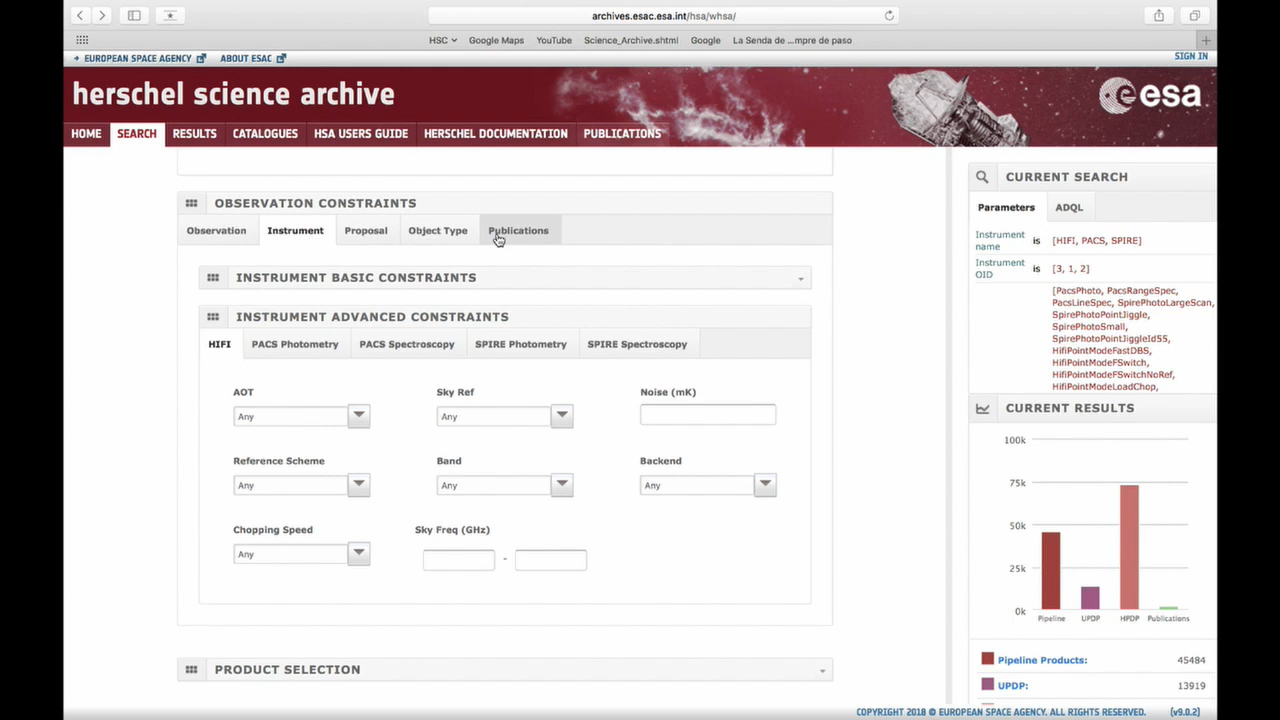 archives.esac.esa.int/hsa/whsa/
HSC Google Maps YouTube Science_Archive.shtml Google La Senda de ...mpre de paso
EUROPEAN SPACE AGENCY ABOUT ESAC SIGN IN
herschel science archive
esa
HOME SEARCH RESULTS CATALOGUES HSA USERS GUIDE HERSCHEL DOCUMENTATION PUBLICATIONS
OBSERVATION CONSTRAINTS
Observation Instrument Proposal Object Type Publications
INSTRUMENT BASIC CONSTRAINTS
INSTRUMENT ADVANCED CONSTRAINTS
HIFI PACS Photometry PACS Spectroscopy SPIRE Photometry SPIRE Spectroscopy
AOT Sky Ref Noise (mK)
Any Any
Reference Scheme Band Backend
Any Any Any
Chopping Speed Sky Freq (GHz)
Any -
PRODUCT SELECTION
CURRENT SEARCH
Parameters ADQL
Instrument name is [HIFI, PACS, SPIRE]
Instrument OID is [3, 1, 2]
[PacsPhoto, PacsRangeSpec,
PacsLineSpec, SpirePhotoLargeScan,
SpirePhotoPointJiggle,
SpirePhotoSmall,
SpirePhotoPointJiggleId55,
HifiPointModeFastDBS,
HifiPointModeFSwitch,
HifiPointModeFSwitchNoRef,
HifiPointModeLoadChop,
CURRENT RESULTS
100k
75k
50k
25k
0k
Pipeline UPDP HPDP Publications
Pipeline Products: 45484
UPDP: 13919
COPYRIGHT 2018 © EUROPEAN SPACE AGENCY. ALL RIGHTS RESERVED. (v9.0.2)